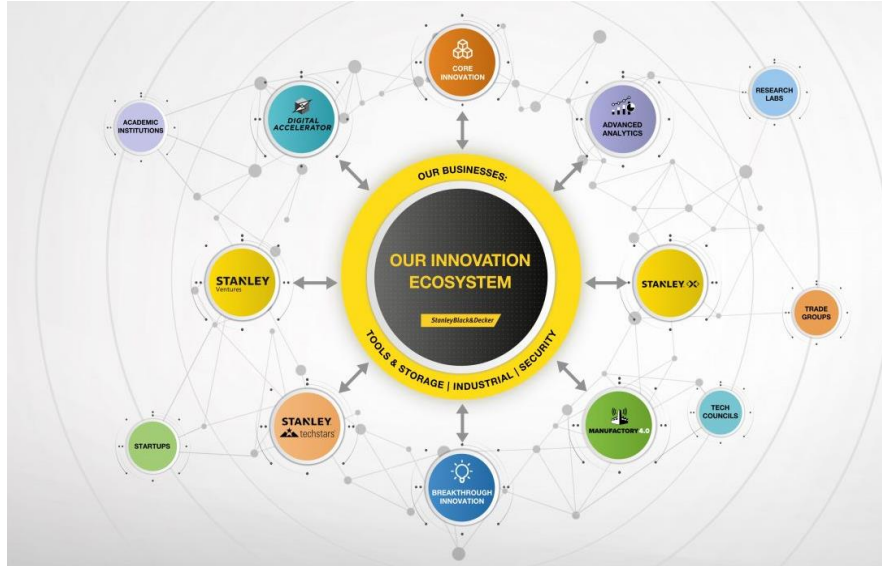 CORE
INNOVATION
DIGITAL
ACCELERATOR
ADVANCED
ANALYTICS
RESEARCH
LABS
ACADEMIC
INSTITUTIONS
OUR BUSINESSES:
OUR INNOVATION
ECOSYSTEM
StanleyBlack&Decker
TOOLS & STORAGE | INDUSTRIAL | SECURITY
STANLEY
Ventures
STANLEY X
TRADE
GROUPS
STANLEY
techstars
MANUFACTORY 4.0
TECH
COUNCILS
STARTUPS
BREAKTHROUGH
INNOVATION